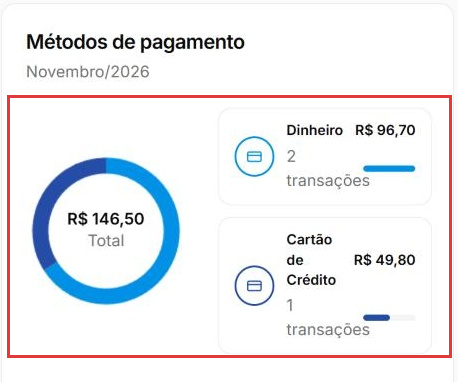 Métodos de pagamento
Novembro/2026
R$ 146,50
Total
Dinheiro R$ 96,70
2
transações
Cartão
de
Crédito
R$ 49,80
1
transações